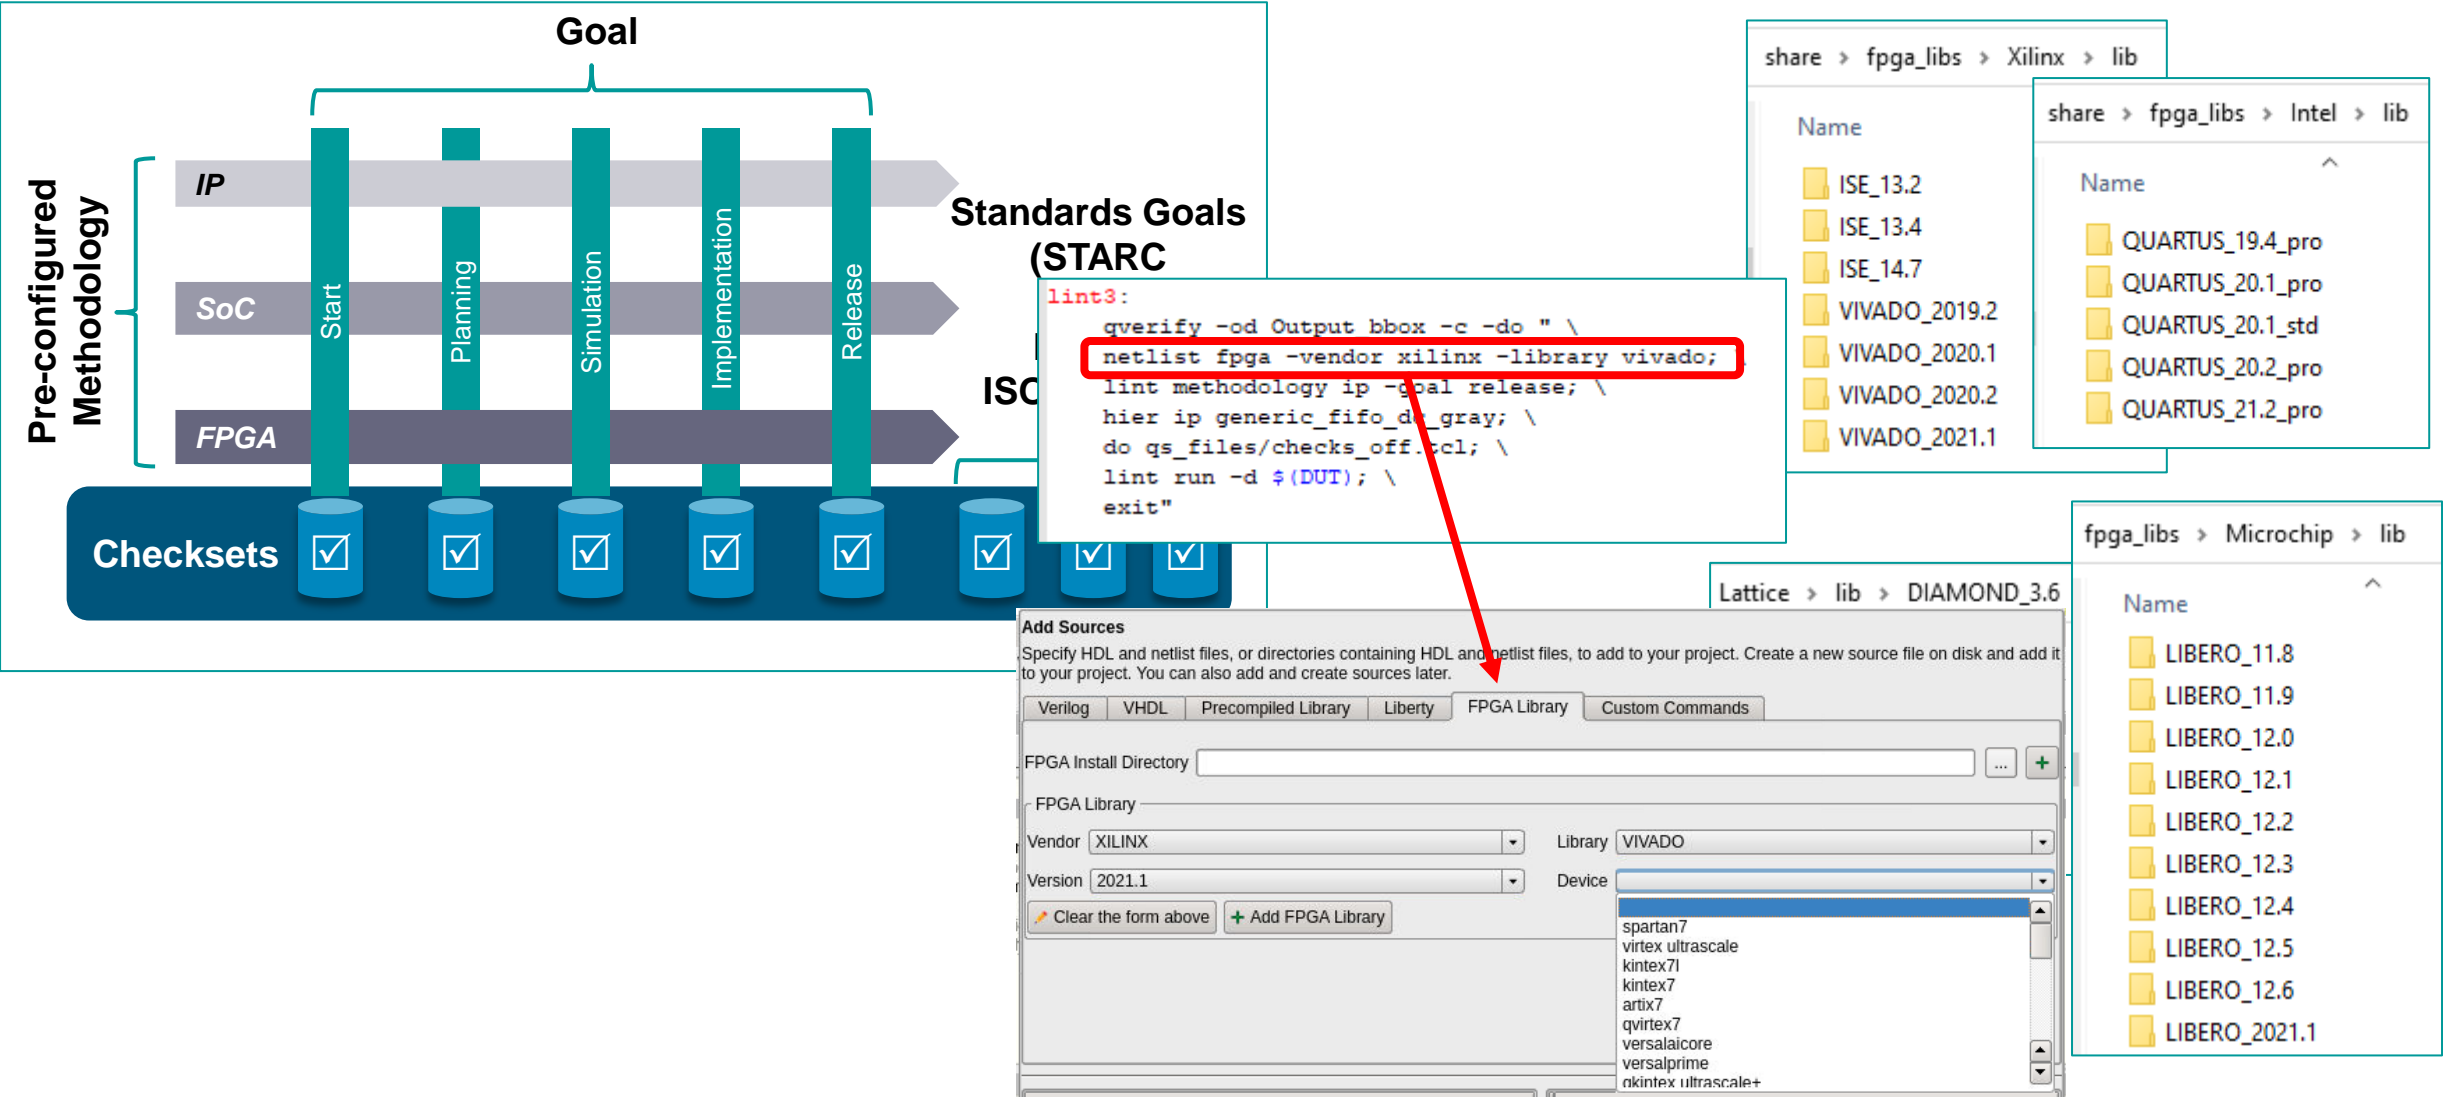 Goal
Pre-configured
Methodology
IP
SoC
FPGA
Start
Planning
Simulation
Implementation
Release
Standards Goals
(STARC
Checksets
lint3:
qverify -od Output_bbox -c -do " \
netlist fpga -vendor xilinx -library vivado; \
lint methodology ip -goal release; \
hier ip generic_fifo_dc_gray; \
do qs_files/checks_off.tcl; \
lint run -d $(DUT); \
exit"
share > fpga_libs > Xilinx > lib
Name
ISE_13.2
ISE_13.4
ISE_14.7
VIVADO_2019.2
VIVADO_2020.1
VIVADO_2020.2
VIVADO_2021.1
share > fpga_libs > Intel > lib
Name
QUARTUS_19.4_pro
QUARTUS_20.1_pro
QUARTUS_20.1_std
QUARTUS_20.2_pro
QUARTUS_21.2_pro
Lattice > lib > DIAMOND_3.6
fpga_libs > Microchip > lib
Name
LIBERO_11.8
LIBERO_11.9
LIBERO_12.0
LIBERO_12.1
LIBERO_12.2
LIBERO_12.3
LIBERO_12.4
LIBERO_12.5
LIBERO_12.6
LIBERO_2021.1
Add Sources
Specify HDL and netlist files, or directories containing HDL and netlist files, to add to your project. Create a new source file on disk and add it
to your project. You can also add and create sources later.
Verilog VHDL Precompiled Library Liberty FPGA Library Custom Commands
FPGA Install Directory ... +
FPGA Library
Vendor XILINX Library VIVADO
Version 2021.1 Device
Clear the form above + Add FPGA Library
spartan7
virtex ultrascale
kintex7l
kintex7
artix7
qvirtex7
versalaicore
versalprime
qkintex ultrascale+